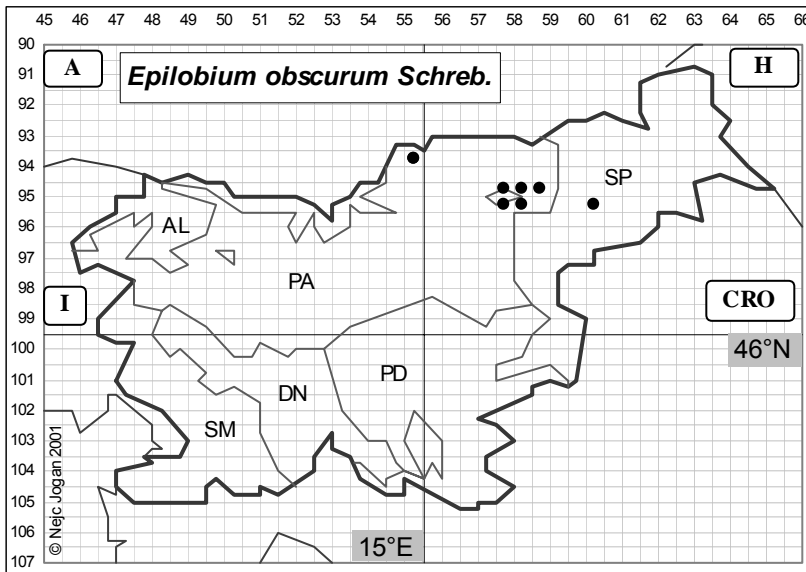 45 46 47 48 49 50 51 52 53 54 55 56 57 58 59 60 61 62 63 64 65 66
90
91
92
93
94
95
96
97
98
99
100
101
102
103
104
105
106
107
A
Epilobium obscurum Schreb.
H
SP
AL
PA
I
CRO
46°N
PD
DN
SM
© Nejc Jogan 2001
15°E